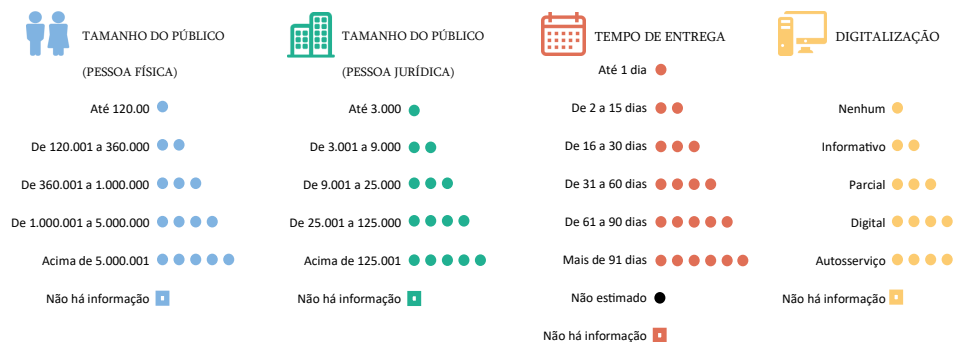 TAMANHO DO PÚBLICO
(PESSOA FÍSICA)
Até 120.00
De 120.001 a 360.000
De 360.001 a 1.000.000
De 1.000.001 a 5.000.000
Acima de 5.000.001
Não há informação
TAMANHO DO PÚBLICO
(PESSOA JURÍDICA)
Até 3.000
De 3.001 a 9.000
De 9.001 a 25.000
De 25.001 a 125.000
Acima de 125.001
Não há informação
TEMPO DE ENTREGA
Até 1 dia
De 2 a 15 dias
De 16 a 30 dias
De 31 a 60 dias
De 61 a 90 dias
Mais de 91 dias
Não estimado
Não há informação
DIGITALIZAÇÃO
Nenhum
Informativo
Parcial
Digital
Autosserviço
Não há informação